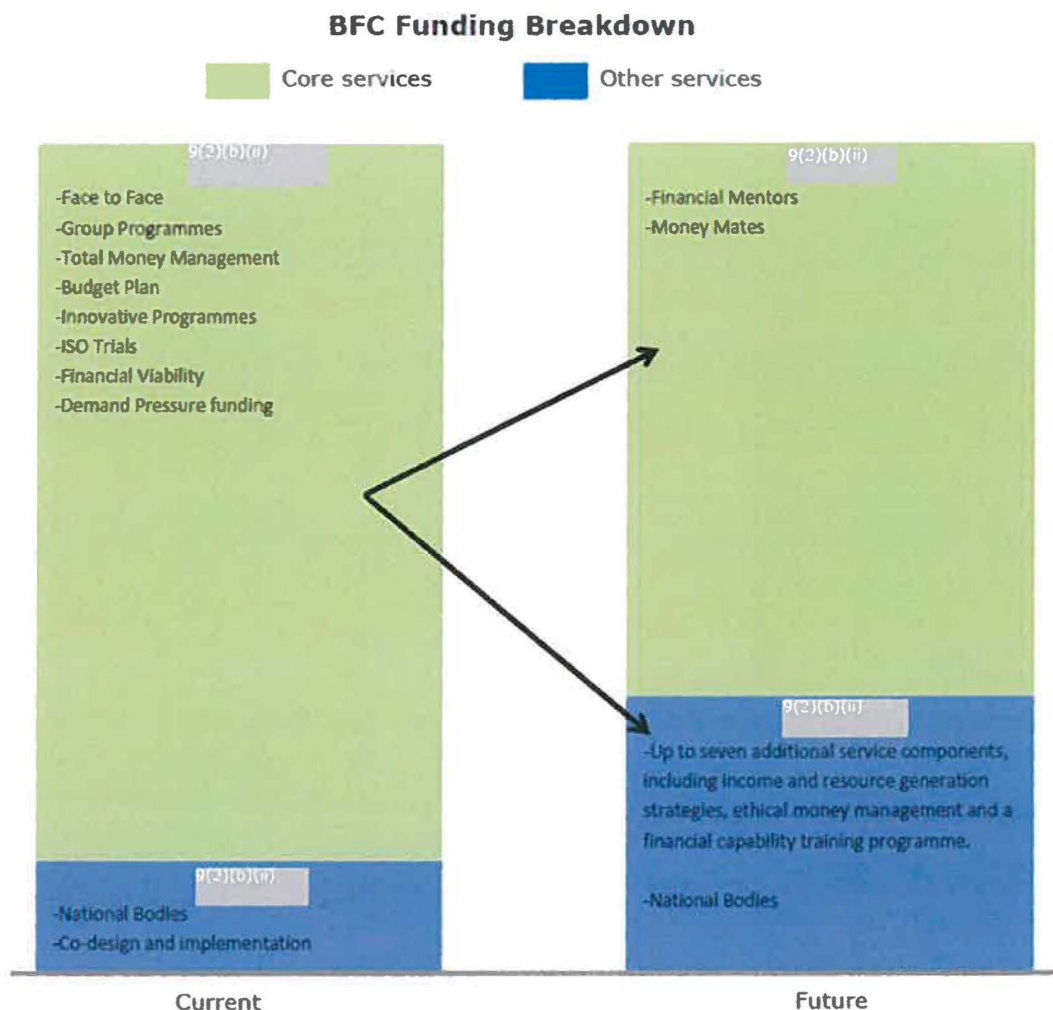 BFC Funding Breakdown
Core services
Other services
9(2)(b)(ii)
-Face to Face
-Group Programmes
-Total Money Management
-Budget Plan
-Innovative Programmes
-ISO Trials
-Financial Viability
-Demand Pressure funding
9(2)(b)(ii)
-National Bodies
-Co-design and implementation
9(2)(b)(ii)
-Financial Mentors
-Money Mates
9(2)(b)(ii)
-Up to seven additional service components,
including income and resource generation
strategies, ethical money management and a
financial capability training programme.
-National Bodies
Current
Future